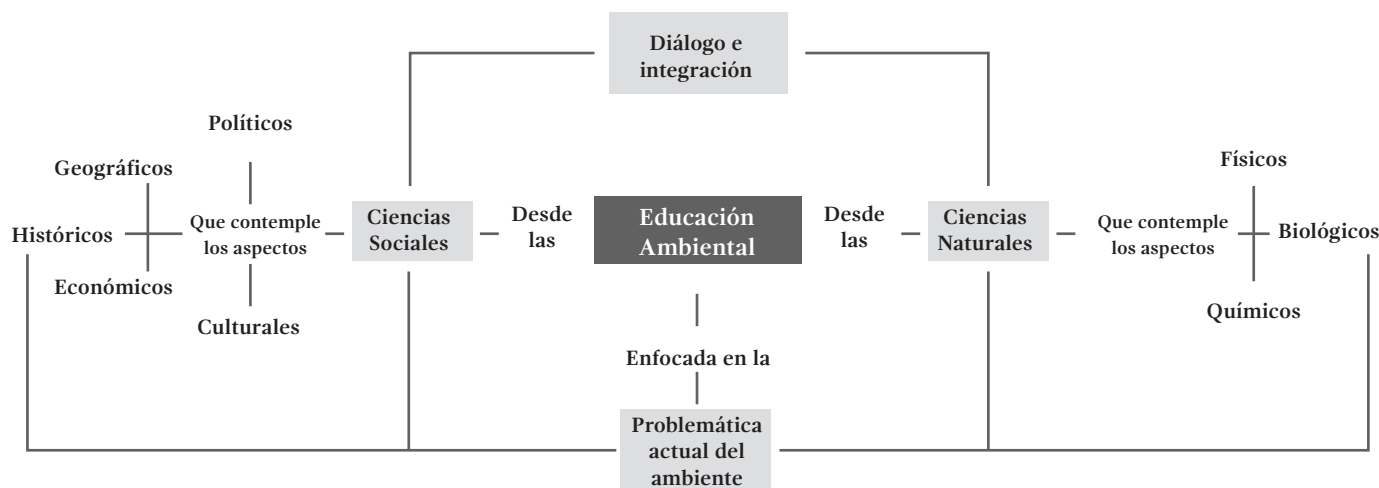 Diálogo e
integración
Políticos
Geográficos
Históricos
Económicos
Culturales
Que contemple
los aspectos
Ciencias
Sociales
Desde
las
Educación
Ambiental
Desde
las
Ciencias
Naturales
Que contemple
los aspectos
Físicos
Biológicos
Químicos
Enfocada en la
Problemática
actual del
ambiente